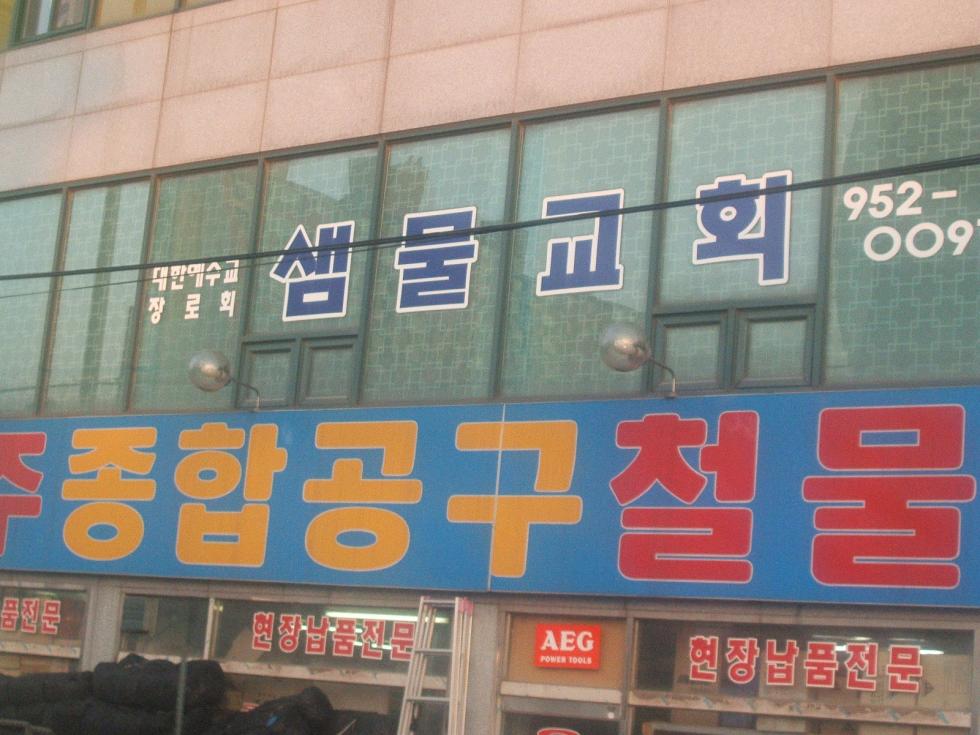 대한예수교
장로회
샘물교회
952-
009
주종합공구철물
품전문
현장납품전문
AEG
POWER TOOLS
현장납품전문